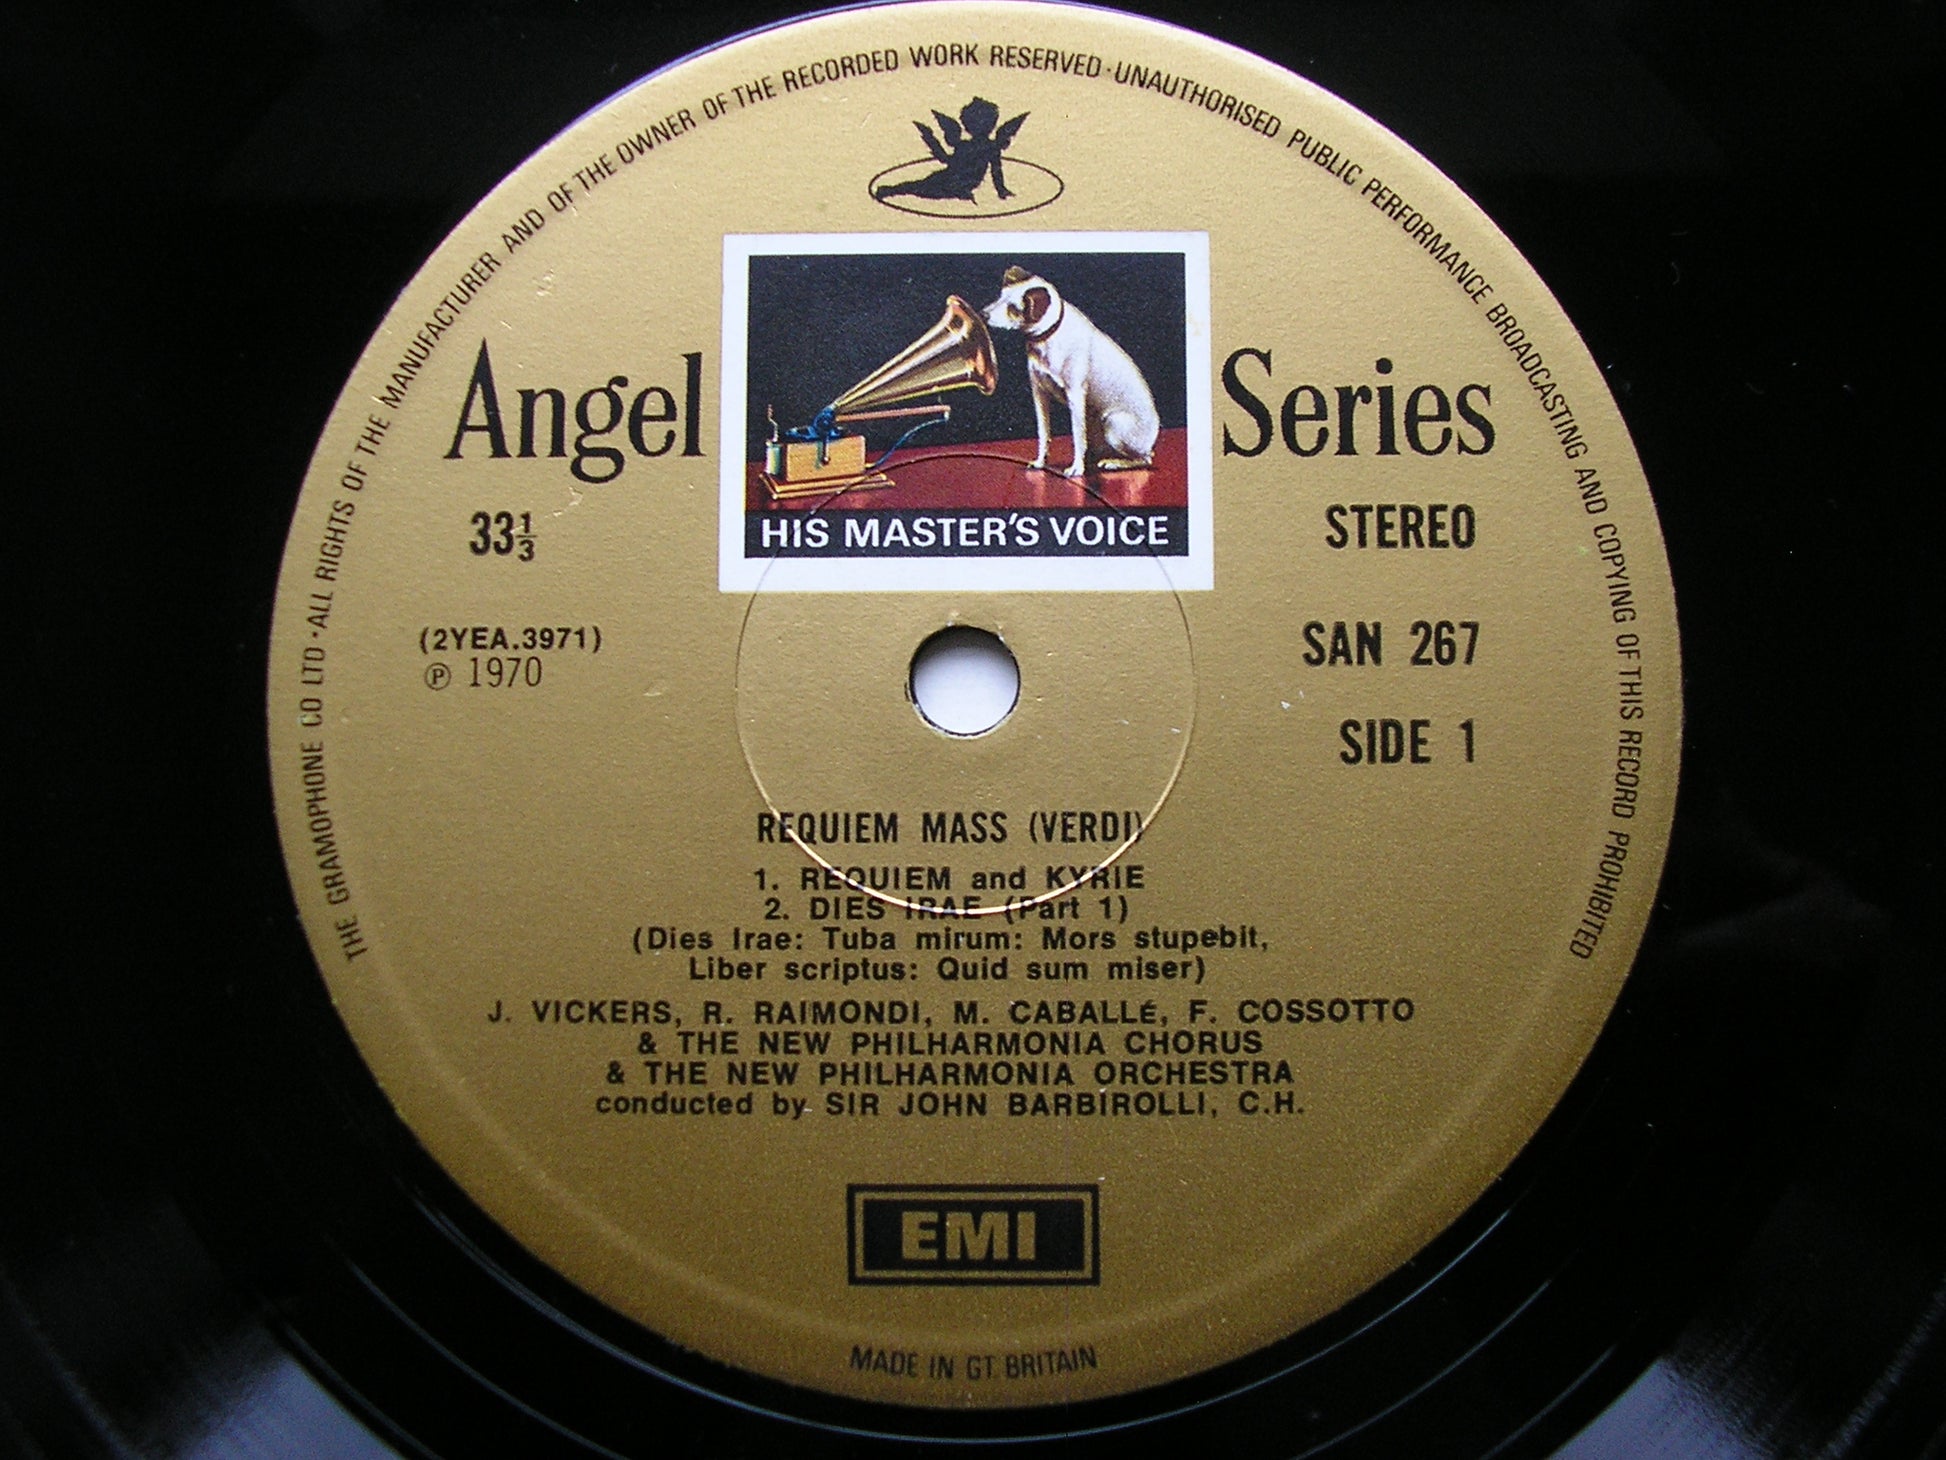 THE GRAMOPHONE CO LTD · ALL RIGHTS OF THE MANUFACTURER AND OF THE OWNER OF THE RECORDED WORK RESERVED · UNAUTHORISED PUBLIC PERFORMANCE BROADCASTING AND COPYING OF THIS RECORD PROHIBITED
Angel Series
HIS MASTER'S VOICE
33⅓ STEREO
(2YEA.3971) SAN 267
℗ 1970
SIDE 1
REQUIEM MASS (VERDI)
1. REQUIEM and KYRIE
2. DIES IRAE (Part 1)
(Dies Irae: Tuba mirum: Mors stupebit,
Liber scriptus: Quid sum miser)
J. VICKERS, R. RAIMONDI, M. CABALLÉ, F. COSSOTTO
& THE NEW PHILHARMONIA CHORUS
& THE NEW PHILHARMONIA ORCHESTRA
conducted by SIR JOHN BARBIROLLI, C.H.
EMI
MADE IN GT BRITAIN